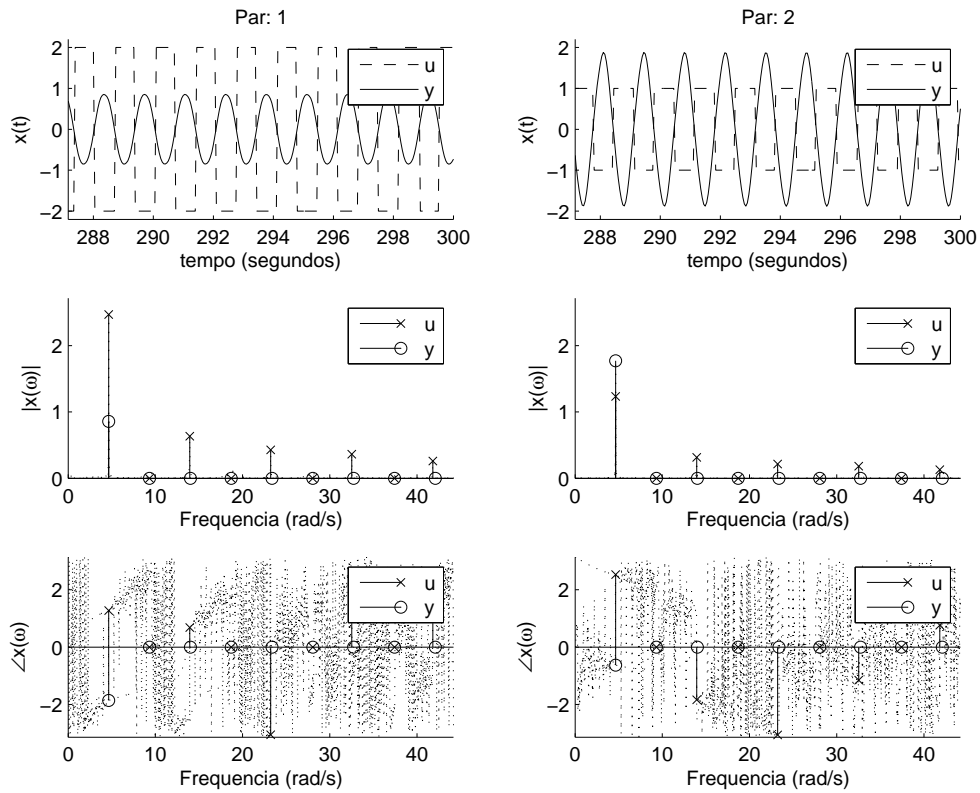 Par: 1
2
1
0
−1
−2
x(t)
u
y
288 290 292 294 296 298 300
tempo (segundos)
Par: 2
2
1
0
−1
−2
x(t)
u
y
288 290 292 294 296 298 300
tempo (segundos)
2
1
0
|x(ω)|
u
y
0 10 20 30 40
Frequencia (rad/s)
2
1
0
|x(ω)|
u
y
0 10 20 30 40
Frequencia (rad/s)
2
0
−2
∠x(ω)
u
y
0 10 20 30 40
Frequencia (rad/s)
2
0
−2
∠x(ω)
u
y
0 10 20 30 40
Frequencia (rad/s)